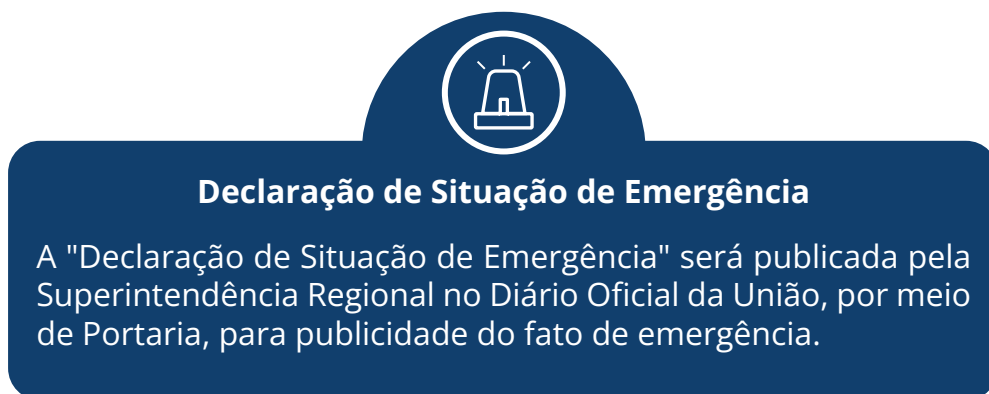 Declaração de Situação de Emergência
A "Declaração de Situação de Emergência" será publicada pela
Superintendência Regional no Diário Oficial da União, por meio
de Portaria, para publicidade do fato de emergência.